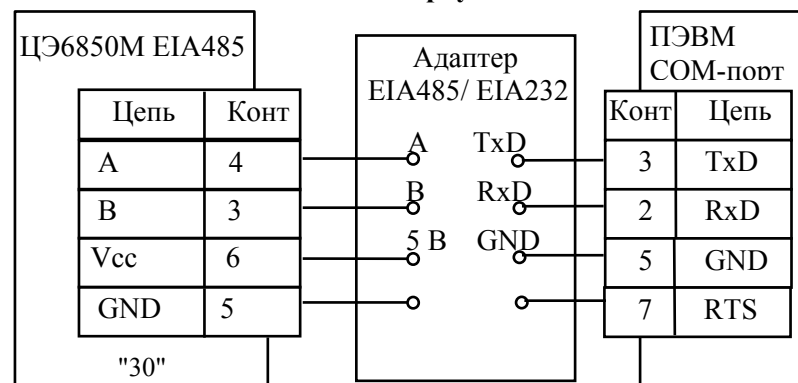 ЦЭ6850М EIA485
Цепь Конт
А 4
В 3
Vcc 6
GND 5
"30"
Адаптер
EIA485/ EIA232
A TxD
B RxD
5 В GND
ПЭВМ
COM-порт
Конт Цепь
3 TxD
2 RxD
5 GND
7 RTS